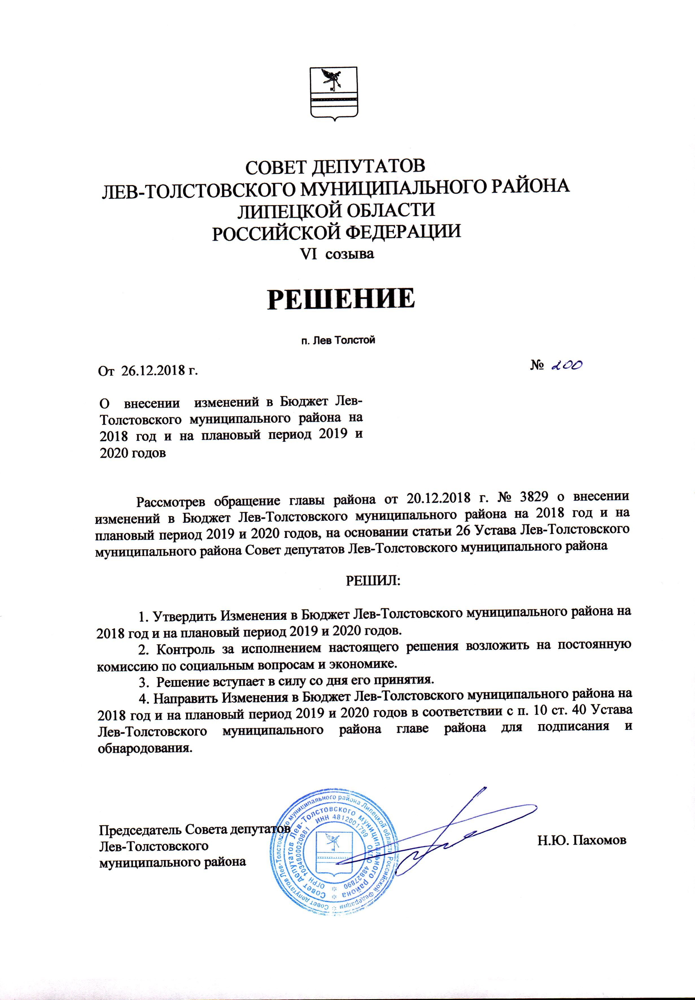 СОВЕТ ДЕПУТАТОВ
ЛЕВ-ТОЛСТОВСКОГО МУНИЦИПАЛЬНОГО РАЙОНА
ЛИПЕЦКОЙ ОБЛАСТИ
РОССИЙСКОЙ ФЕДЕРАЦИИ
VI созыва
РЕШЕНИЕ
п. Лев Толстой
От 26.12.2018 г. № 200
О внесении изменений в Бюджет Лев-
Толстовского муниципального района на
2018 год и на плановый период 2019 и
2020 годов
Рассмотрев обращение главы района от 20.12.2018 г. № 3829 о внесении
изменений в Бюджет Лев-Толстовского муниципального района на 2018 год и на
плановый период 2019 и 2020 годов, на основании статьи 26 Устава Лев-Толстовского
муниципального района Совет депутатов Лев-Толстовского муниципального района
РЕШИЛ:
1. Утвердить Изменения в Бюджет Лев-Толстовского муниципального района на
2018 год и на плановый период 2019 и 2020 годов.
2. Контроль за исполнением настоящего решения возложить на постоянную
комиссию по социальным вопросам и экономике.
3. Решение вступает в силу со дня его принятия.
4. Направить Изменения в Бюджет Лев-Толстовского муниципального района на
2018 год и на плановый период 2019 и 2020 годов в соответствии с п. 10 ст. 40 Устава
Лев-Толстовского муниципального района главе района для подписания и
обнародования.
Председатель Совета депутатов
Лев-Толстовского
муниципального района
Н.Ю. Пахомов
Совет депутатов Лев-Толстовского муниципального района Липецкой области Российской Федерации
Совет депутатов Лев-Толстовского муниципального района
ОГРН 1034800020881 ИНН 4812001799 ОКПО 48827890